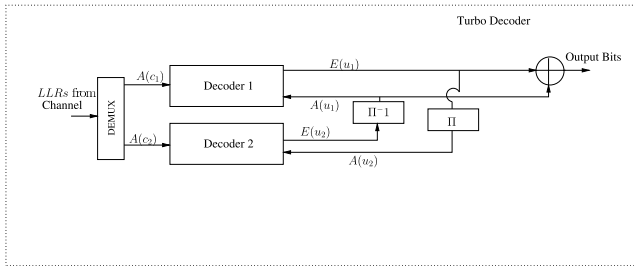 Turbo Decoder
LLRs from
Channel
DEMUX
A(c₁)
A(c₂)
Decoder 1
Decoder 2
E(u₁)
A(u₁)
E(u₂)
A(u₂)
Π⁻1
Π
Output Bits